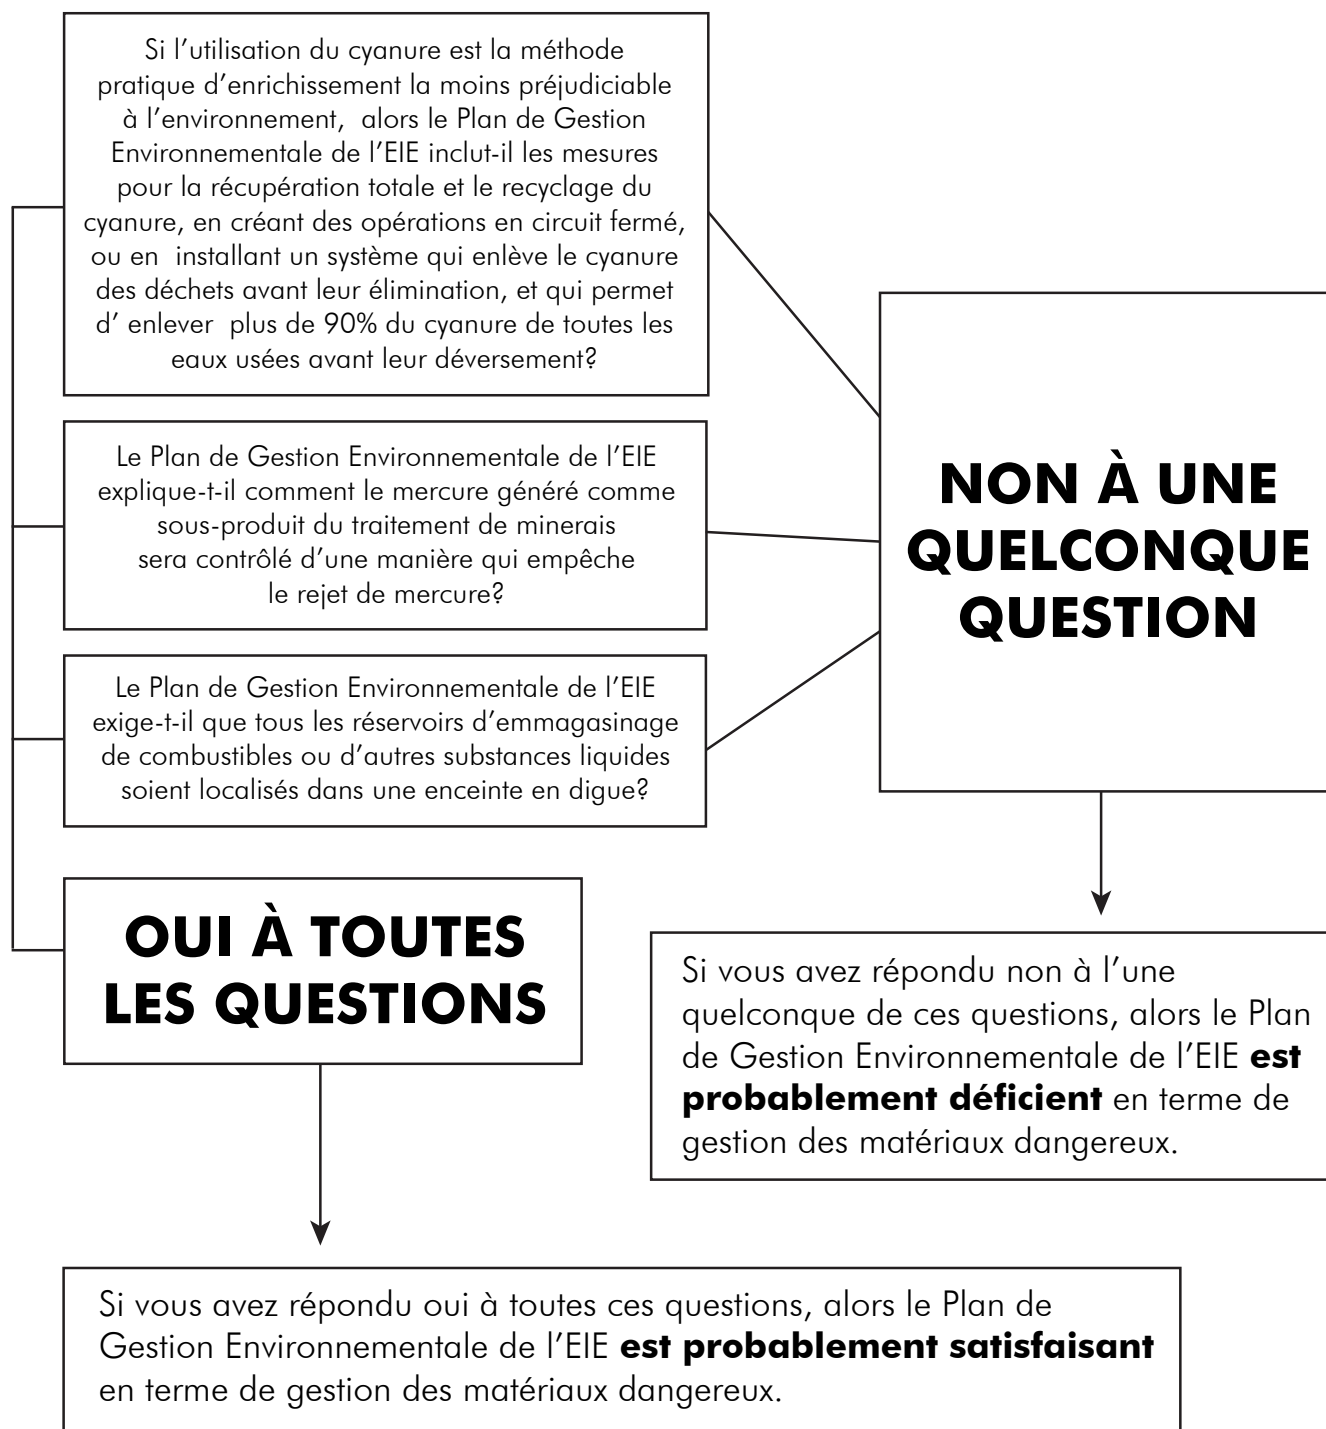 Si l’utilisation du cyanure est la méthode
pratique d’enrichissement la moins préjudiciable
à l’environnement,  alors le Plan de Gestion
Environnementale de l’EIE inclut-il les mesures
pour la récupération totale et le recyclage du
cyanure, en créant des opérations en circuit fermé,
ou en  installant un système qui enlève le cyanure
des déchets avant leur élimination, et qui permet
d’ enlever  plus de 90% du cyanure de toutes les
eaux usées avant leur déversement?
Le Plan de Gestion Environnementale de l’EIE
explique-t-il comment le mercure généré comme
sous-produit du traitement de minerais
sera contrôlé d’une manière qui empêche
le rejet de mercure?
Le Plan de Gestion Environnementale de l’EIE
exige-t-il que tous les réservoirs d’emmagasinage
de combustibles ou d’autres substances liquides
soient localisés dans une enceinte en digue?
NON À UNE
QUELCONQUE
QUESTION
OUI À TOUTES
LES QUESTIONS
Si vous avez répondu non à l’une
quelconque de ces questions, alors le Plan
de Gestion Environnementale de l’EIE est
probablement déficient en terme de
gestion des matériaux dangereux.
Si vous avez répondu oui à toutes ces questions, alors le Plan de
Gestion Environnementale de l’EIE est probablement satisfaisant
en terme de gestion des matériaux dangereux.